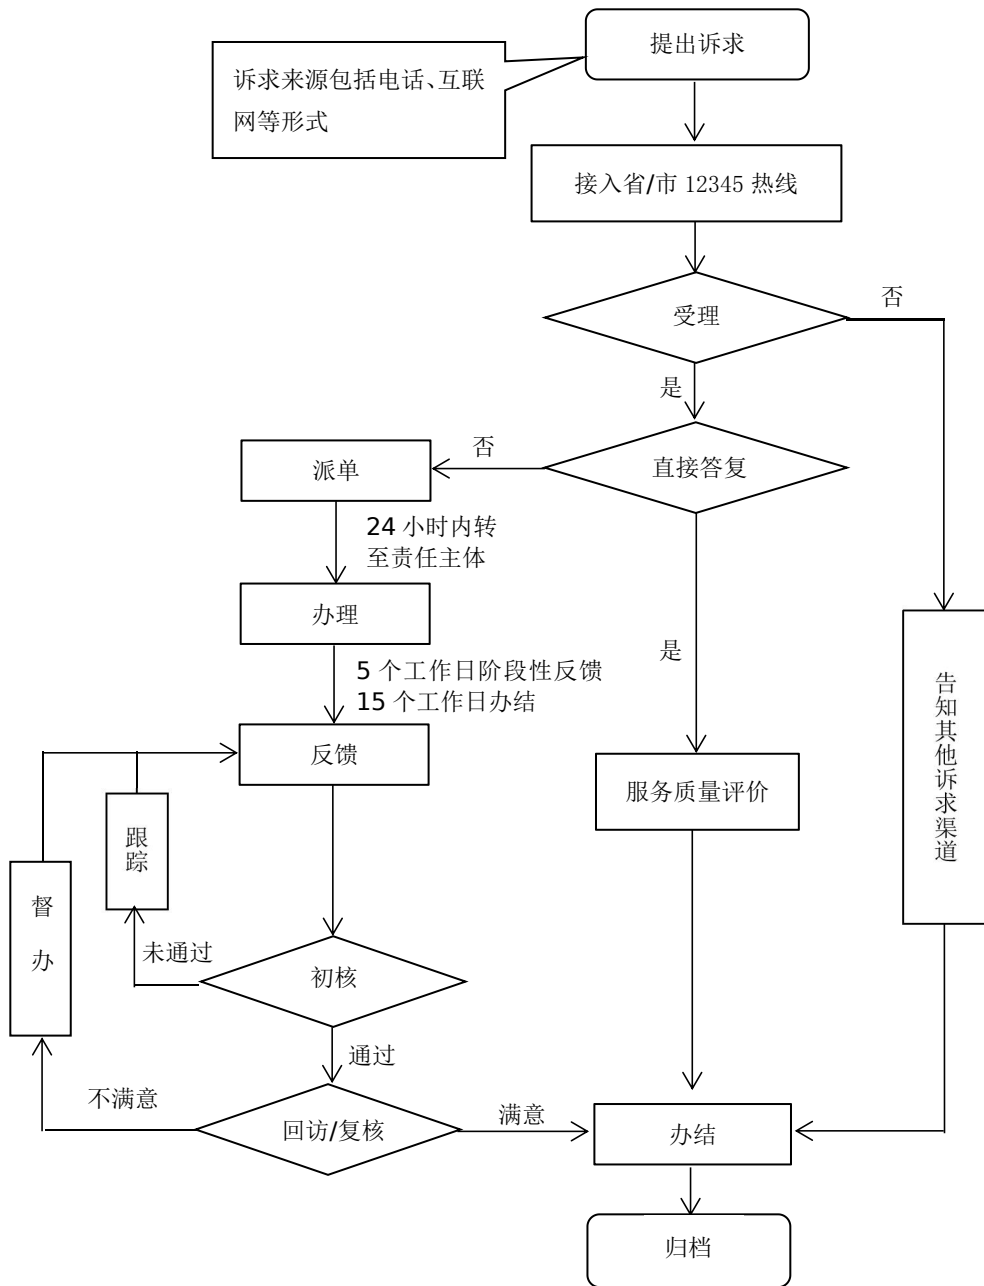 提出诉求
诉求来源包括电话、互联
网等形式
接入省/市 12345 热线
受理
否
是
直接答复
否
派单
24 小时内转
至责任主体
办理
是
5 个工作日阶段性反馈
15 个工作日办结
反馈
告知其他诉求渠道
服务质量评价
跟踪
督办
未通过
初核
通过
不满意
回访/复核
满意
办结
归档